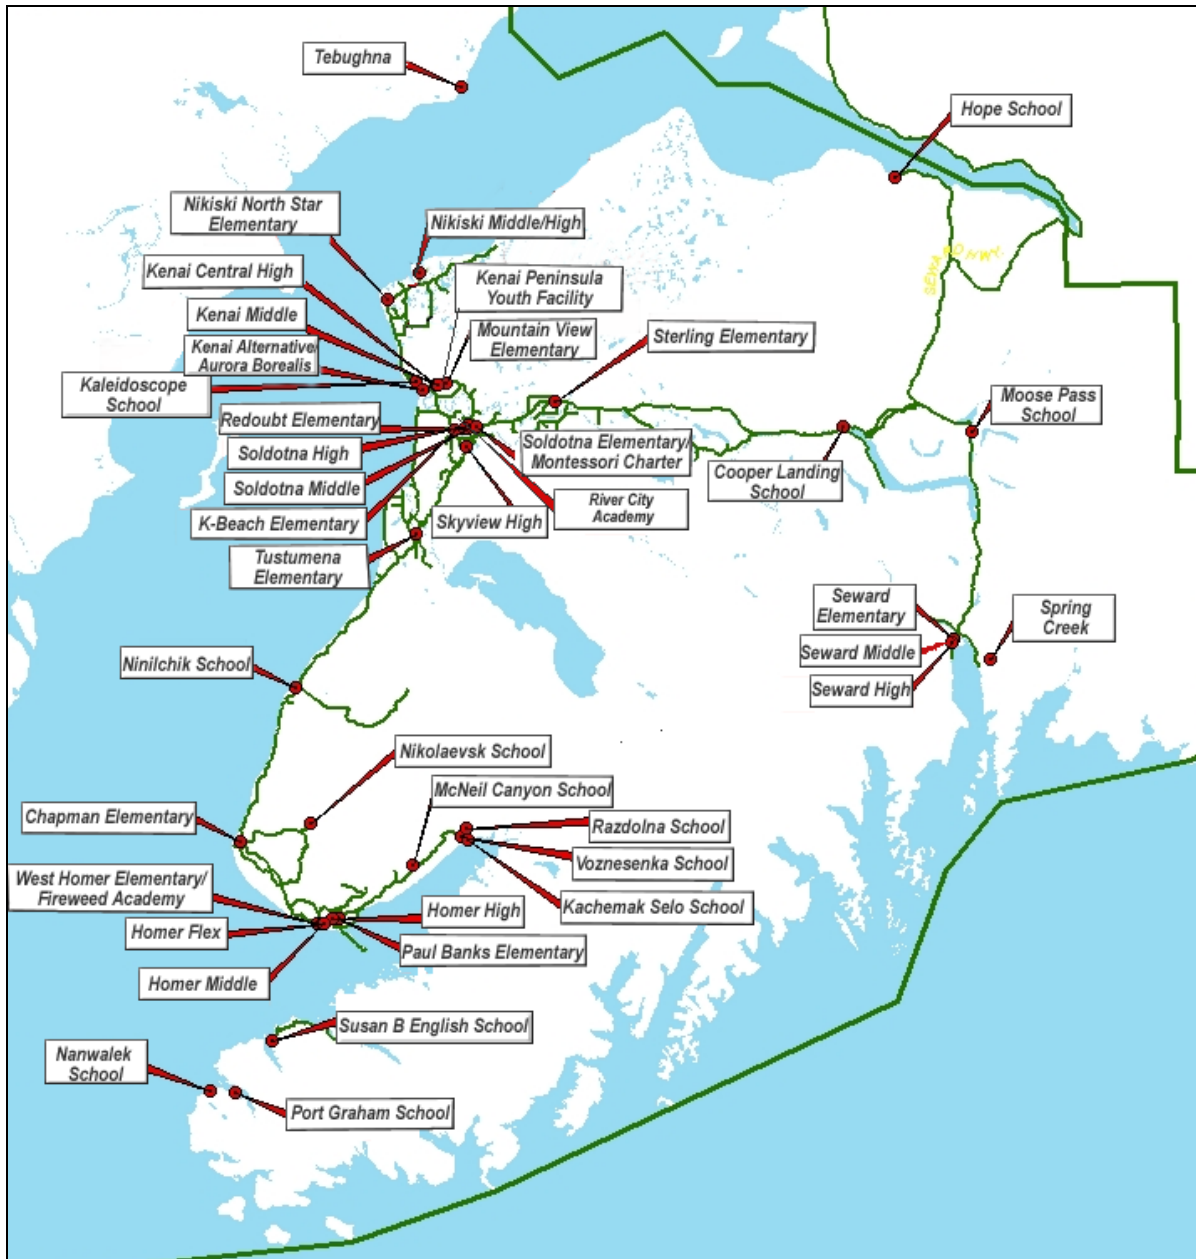 Tebughna
Hope School
Nikiski North Star
Elementary
Nikiski Middle/High
Kenai Central High
Kenai Peninsula
Youth Facility
SEWARD HWY.
Kenai Middle
Mountain View
Elementary
Sterling Elementary
Kenai Alternative/
Aurora Borealis
Kaleidoscope
School
Moose Pass
School
Redoubt Elementary
Soldotna Elementary/
Montessori Charter
Soldotna High
Cooper Landing
School
Soldotna Middle
River City
Academy
K-Beach Elementary
Skyview High
Tustumena
Elementary
Seward
Elementary
Spring
Creek
Seward Middle
Ninilchik School
Seward High
Nikolaevsk School
McNeil Canyon School
Chapman Elementary
Razdolna School
Voznesenka School
West Homer Elementary/
Fireweed Academy
Kachemak Selo School
Homer High
Homer Flex
Paul Banks Elementary
Homer Middle
Susan B English School
Nanwalek
School
Port Graham School